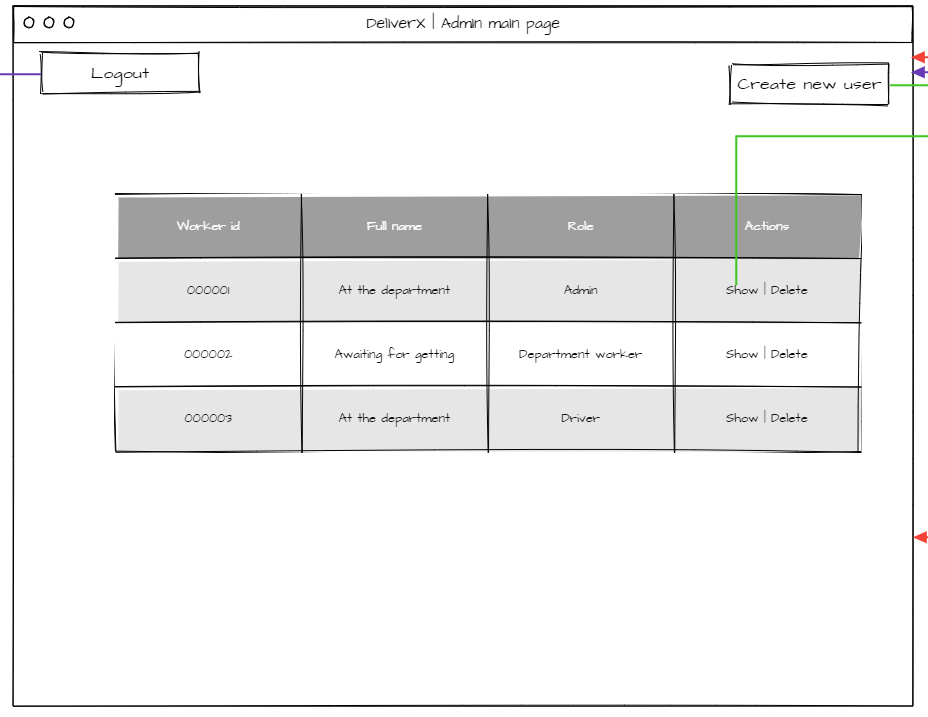 DeliverX | Admin main page
Logout
Create new user
Worker id Full name Role Actions
000001 At the department Admin Show | Delete
000002 Awaiting for getting Department worker Show | Delete
000003 At the department Driver Show | Delete